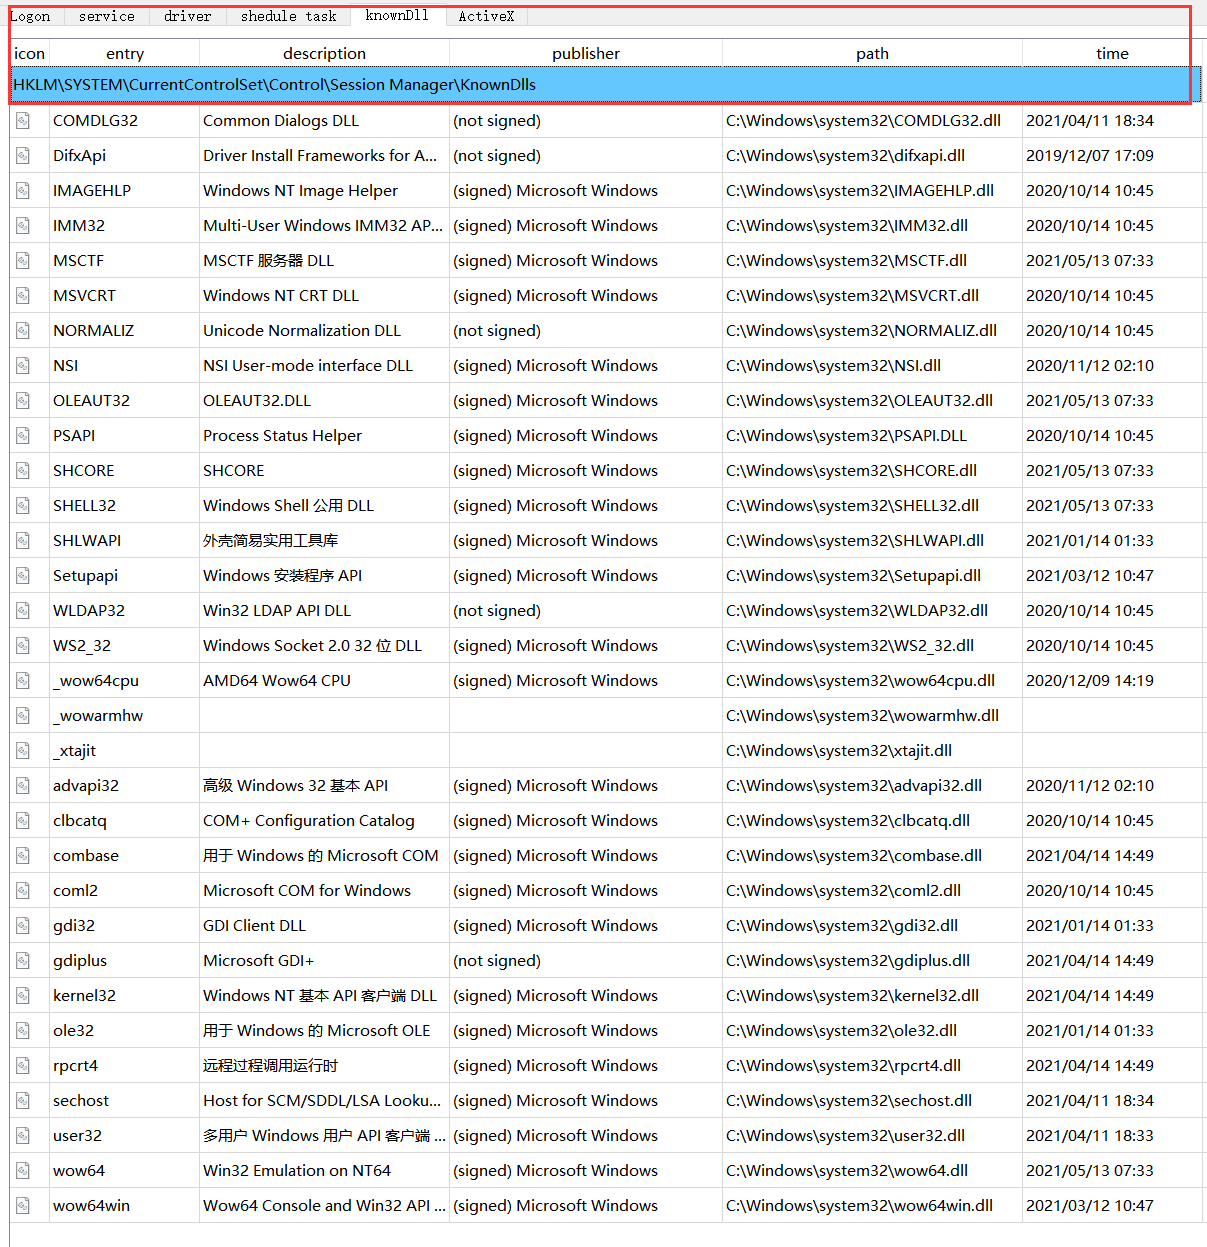 Logon service driver shedule task knownDll ActiveX
icon entry description publisher path time
HKLM\SYSTEM\CurrentControlSet\Control\Session Manager\KnownDlls
COMDLG32 Common Dialogs DLL (not signed) C:\Windows\system32\COMDLG32.dll 2021/04/11 18:34
DifxApi Driver Install Frameworks for A... (not signed) C:\Windows\system32\difxapi.dll 2019/12/07 17:09
IMAGEHLP Windows NT Image Helper (signed) Microsoft Windows C:\Windows\system32\IMAGEHLP.dll 2020/10/14 10:45
IMM32 Multi-User Windows IMM32 AP... (signed) Microsoft Windows C:\Windows\system32\IMM32.dll 2020/10/14 10:45
MSCTF MSCTF 服务器 DLL (signed) Microsoft Windows C:\Windows\system32\MSCTF.dll 2021/05/13 07:33
MSVCRT Windows NT CRT DLL (signed) Microsoft Windows C:\Windows\system32\MSVCRT.dll 2020/10/14 10:45
NORMALIZ Unicode Normalization DLL (not signed) C:\Windows\system32\NORMALIZ.dll 2020/10/14 10:45
NSI NSI User-mode interface DLL (signed) Microsoft Windows C:\Windows\system32\NSI.dll 2020/11/12 02:10
OLEAUT32 OLEAUT32.DLL (signed) Microsoft Windows C:\Windows\system32\OLEAUT32.dll 2021/05/13 07:33
PSAPI Process Status Helper (signed) Microsoft Windows C:\Windows\system32\PSAPI.DLL 2020/10/14 10:45
SHCORE SHCORE (signed) Microsoft Windows C:\Windows\system32\SHCORE.dll 2021/05/13 07:33
SHELL32 Windows Shell 公用 DLL (signed) Microsoft Windows C:\Windows\system32\SHELL32.dll 2021/05/13 07:33
SHLWAPI 外壳简易实用工具库 (signed) Microsoft Windows C:\Windows\system32\SHLWAPI.dll 2021/01/14 01:33
Setupapi Windows 安装程序 API (signed) Microsoft Windows C:\Windows\system32\Setupapi.dll 2021/03/12 10:47
WLDAP32 Win32 LDAP API DLL (not signed) C:\Windows\system32\WLDAP32.dll 2020/10/14 10:45
WS2_32 Windows Socket 2.0 32 位 DLL (signed) Microsoft Windows C:\Windows\system32\WS2_32.dll 2020/10/14 10:45
_wow64cpu AMD64 Wow64 CPU (signed) Microsoft Windows C:\Windows\system32\wow64cpu.dll 2020/12/09 14:19
_wowarmhw C:\Windows\system32\wowarmhw.dll
_xtajit C:\Windows\system32\xtajit.dll
advapi32 高级 Windows 32 基本 API (signed) Microsoft Windows C:\Windows\system32\advapi32.dll 2020/11/12 02:10
clbcatq COM+ Configuration Catalog (signed) Microsoft Windows C:\Windows\system32\clbcatq.dll 2020/10/14 10:45
combase 用于 Windows 的 Microsoft COM (signed) Microsoft Windows C:\Windows\system32\combase.dll 2021/04/14 14:49
coml2 Microsoft COM for Windows (signed) Microsoft Windows C:\Windows\system32\coml2.dll 2020/10/14 10:45
gdi32 GDI Client DLL (signed) Microsoft Windows C:\Windows\system32\gdi32.dll 2021/01/14 01:33
gdiplus Microsoft GDI+ (not signed) C:\Windows\system32\gdiplus.dll 2021/04/14 14:49
kernel32 Windows NT 基本 API 客户端 DLL (signed) Microsoft Windows C:\Windows\system32\kernel32.dll 2021/04/14 14:49
ole32 用于 Windows 的 Microsoft OLE (signed) Microsoft Windows C:\Windows\system32\ole32.dll 2021/01/14 01:33
rpcrt4 远程过程调用运行时 (signed) Microsoft Windows C:\Windows\system32\rpcrt4.dll 2021/04/14 14:49
sechost Host for SCM/SDDL/LSA Looku... (signed) Microsoft Windows C:\Windows\system32\sechost.dll 2021/04/11 18:34
user32 多用户 Windows 用户 API 客户端 ... (signed) Microsoft Windows C:\Windows\system32\user32.dll 2021/04/11 18:33
wow64 Win32 Emulation on NT64 (signed) Microsoft Windows C:\Windows\system32\wow64.dll 2021/05/13 07:33
wow64win Wow64 Console and Win32 API ... (signed) Microsoft Windows C:\Windows\system32\wow64win.dll 2021/03/12 10:47